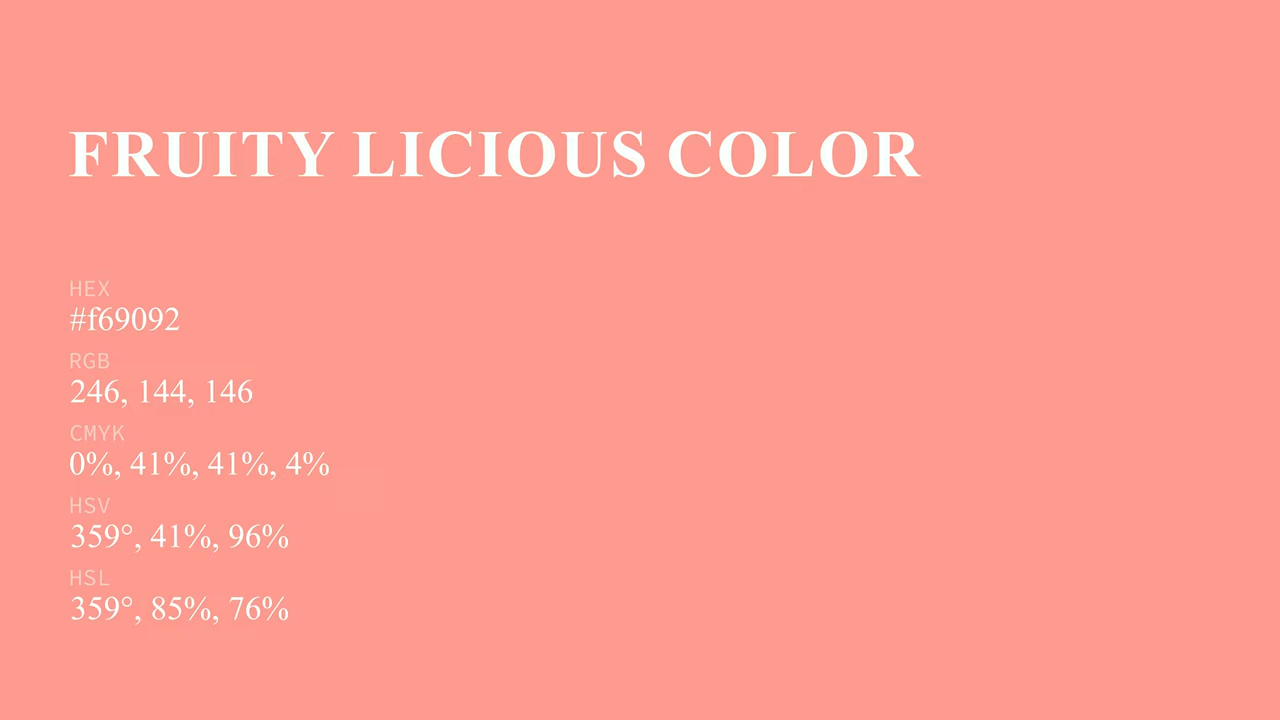 FRUITY LICIOUS COLOR
HEX
#f69092
RGB
246, 144, 146
CMYK
0%, 41%, 41%, 4%
HSV
359°, 41%, 96%
HSL
359°, 85%, 76%